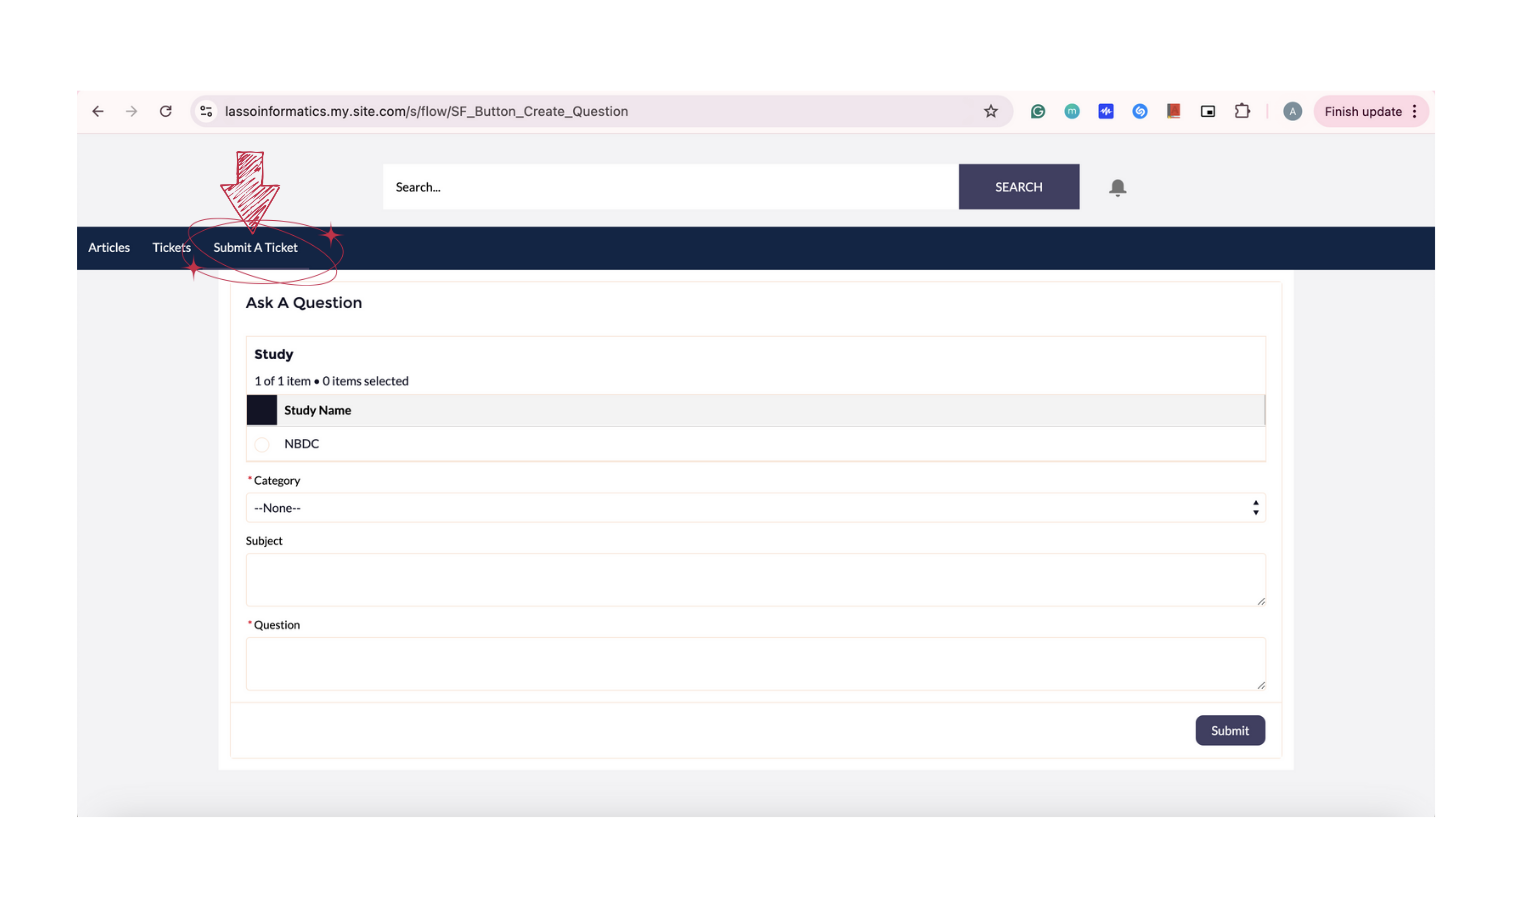 lassoinformatics.my.site.com/s/flow/SF_Button_Create_Question
A
Finish update
Search...
SEARCH
Articles
Tickets
Submit A Ticket
Ask A Question
Study
1 of 1 item • 0 items selected
Study Name
NBDC
*Category
--None--
Subject
*Question
Submit